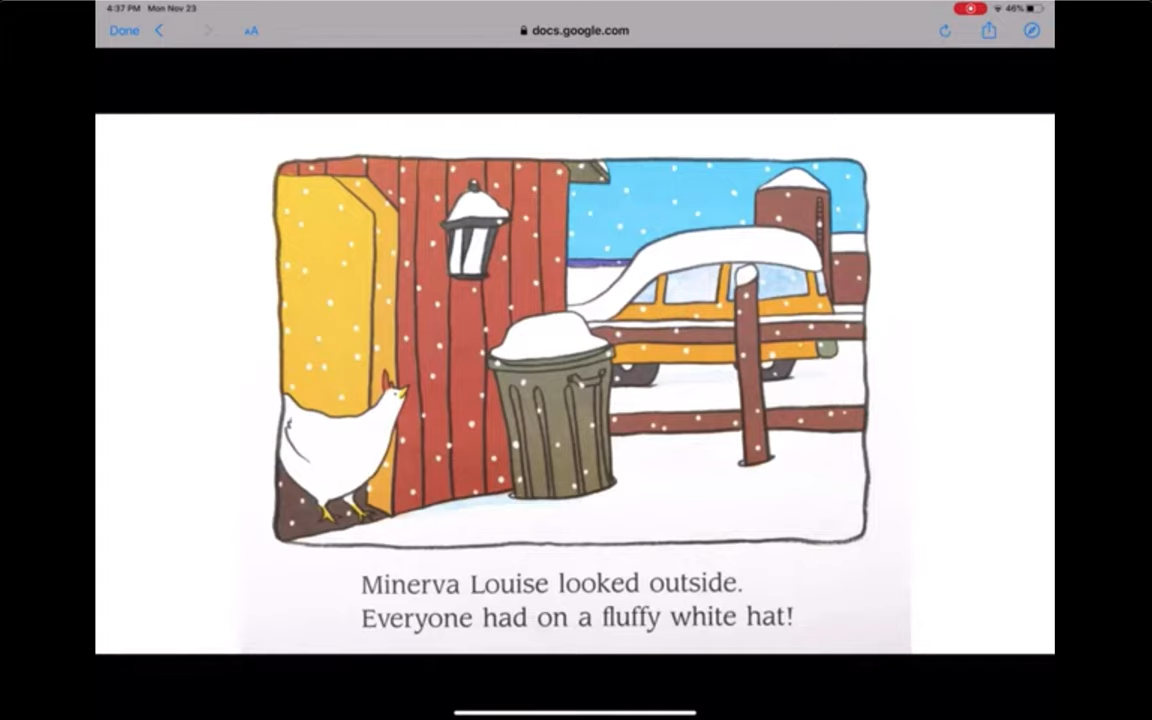 4:37 PM Mon Nov 23
46%
Done
AA
docs.google.com
Minerva Louise looked outside.
Everyone had on a fluffy white hat!